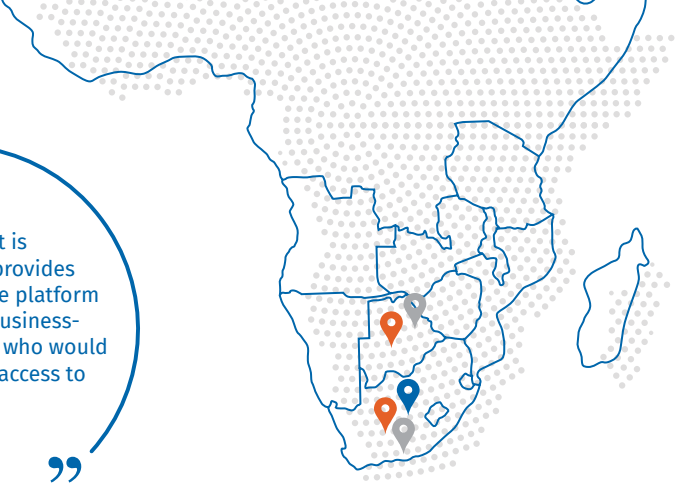 t is
provides
e platform
usiness-
who would
access to
”